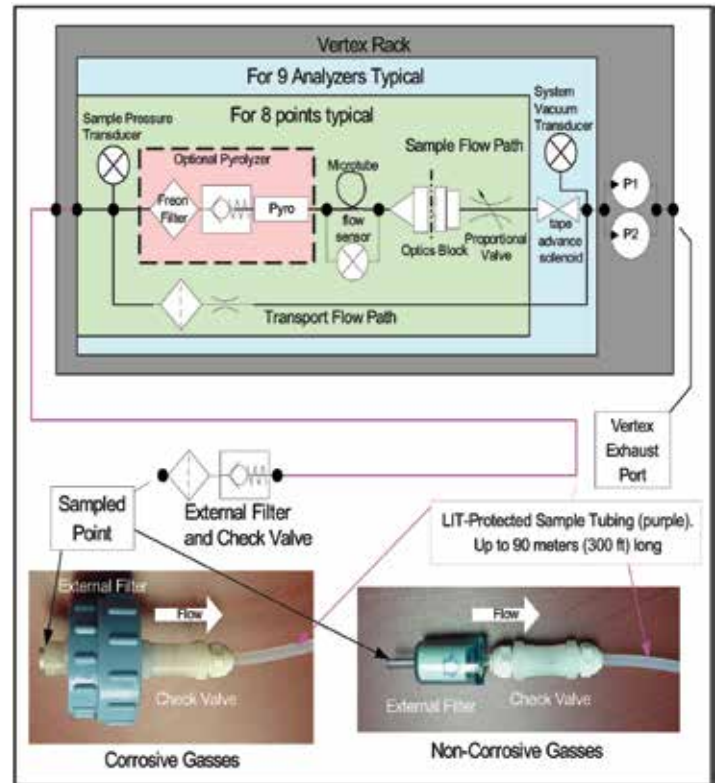 Vertex Rack
For 9 Analyzers Typical
For 8 points typical
Sample Pressure
Transducer
System
Vacuum
Transducer
Optional Pyrolyzer
Freon
Filter
Pyro
Microtube
flow
sensor
Sample Flow Path
Optics Block
Proportional
Valve
tape
advance
solenoid
P1
P2
Transport Flow Path
Vertex
Exhaust
Port
Sampled
Point
External Filter
and Check Valve
LIT-Protected Sample Tubing (purple).
Up to 90 meters (300 ft) long
External Filter
Flow
Check Valve
Corrosive Gasses
Flow
External Filter
Check Valve
Non-Corrosive Gasses